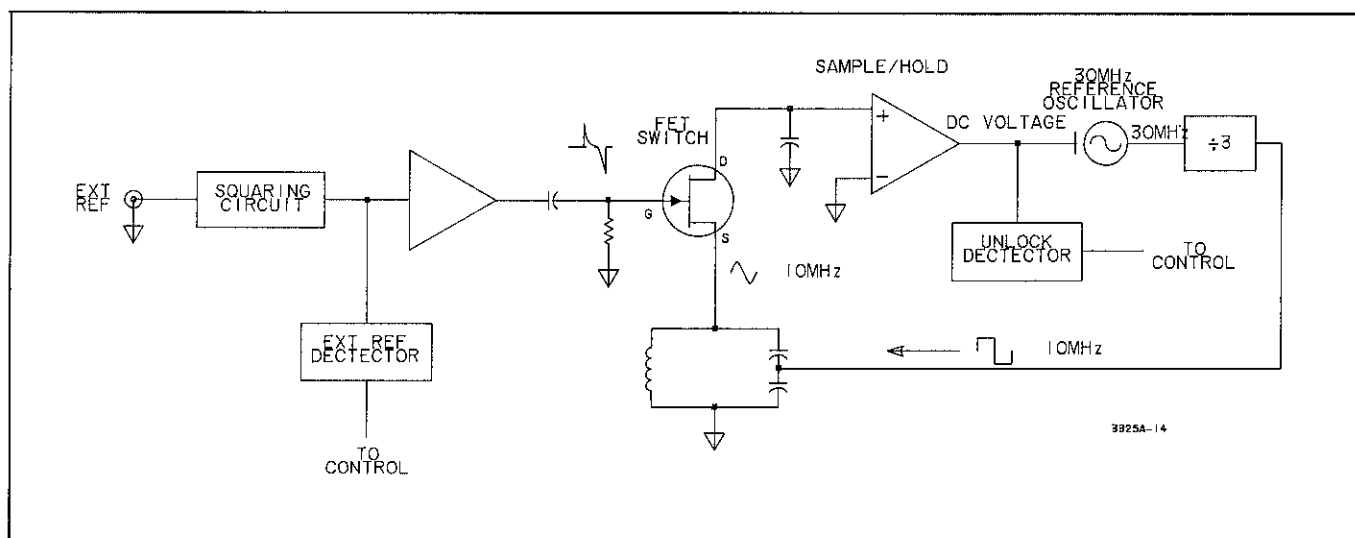 SAMPLE/HOLD
30MHz
REFERENCE
OSCILLATOR
FET
SWITCH
DC VOLTAGE
30MHz
÷3
D
+
-
EXT
REF
SQUARING
CIRCUIT
G
S
UNLOCK
DECTECTOR
TO
CONTROL
10MHz
EXT REF
DECTECTOR
10MHz
TO
CONTROL
3325A-14